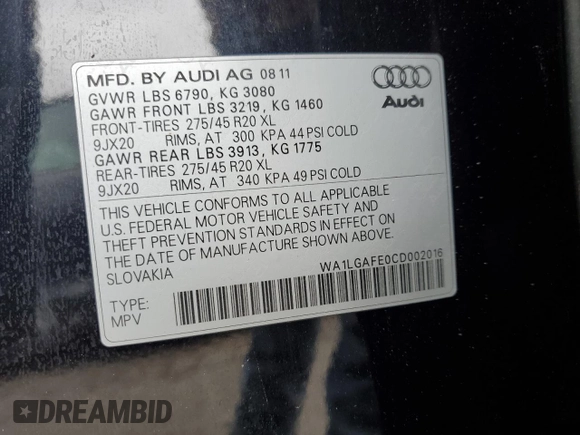 MFD. BY AUDI AG 08 11
GVWR LBS 6790, KG 3080
GAWR FRONT LBS 3219, KG 1460
FRONT-TIRES 275/45 R20 XL
9JX20 RIMS, AT 300 KPA 44 PSI COLD
GAWR REAR LBS 3913, KG 1775
REAR-TIRES 275/45 R20 XL
9JX20 RIMS, AT 340 KPA 49 PSI COLD
Audi
THIS VEHICLE CONFORMS TO ALL APPLICABLE
U.S. FEDERAL MOTOR VEHICLE SAFETY AND
THEFT PREVENTION STANDARDS IN EFFECT ON
THE DATE OF MANUFACTURE SHOWN ABOVE.
SLOVAKIA
WA1LGAFE0CD002016
TYPE:
MPV
DREAMBID